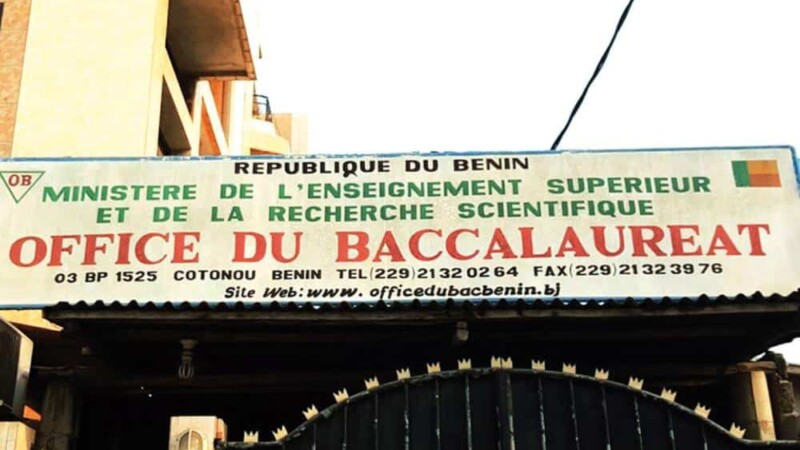 REPUBLIQUE DU BENIN
OB
MINISTERE DE L'ENSEIGNEMENT SUPERIEUR
ET DE LA RECHERCHE SCIENTIFIQUE
OFFICE DU BACCALAUREAT
03 BP 1525 COTONOU BENIN TEL(229)21320264 FAX(229)21323976
Site Web:www.officedubacbenin.bj